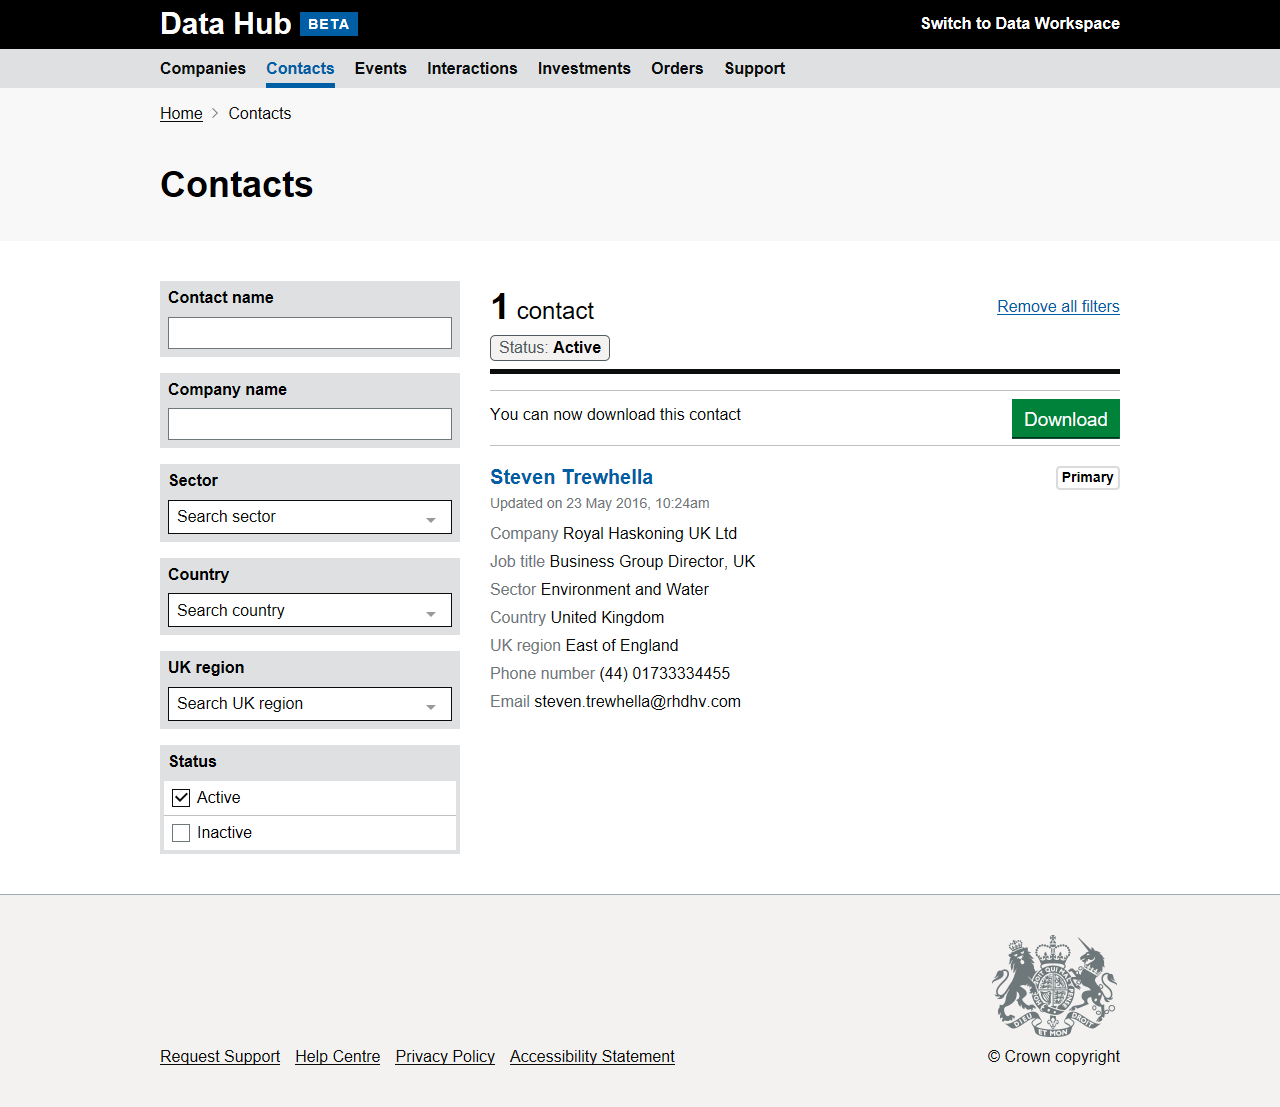 Data Hub BETA
Switch to Data Workspace
Companies Contacts Events Interactions Investments Orders Support
Home Contacts
Contacts
Contact name
Company name
Sector
Search sector
Country
Search country
UK region
Search UK region
Status
Active
Inactive
1 contact
Remove all filters
Status: Active
You can now download this contact
Download
Steven Trewhella
Primary
Updated on 23 May 2016, 10:24am
Company Royal Haskoning UK Ltd
Job title Business Group Director, UK
Sector Environment and Water
Country United Kingdom
UK region East of England
Phone number (44) 01733334455
Email steven.trewhella@rhdhv.com
DIEU ET MON DROIT
Request Support Help Centre Privacy Policy Accessibility Statement
© Crown copyright